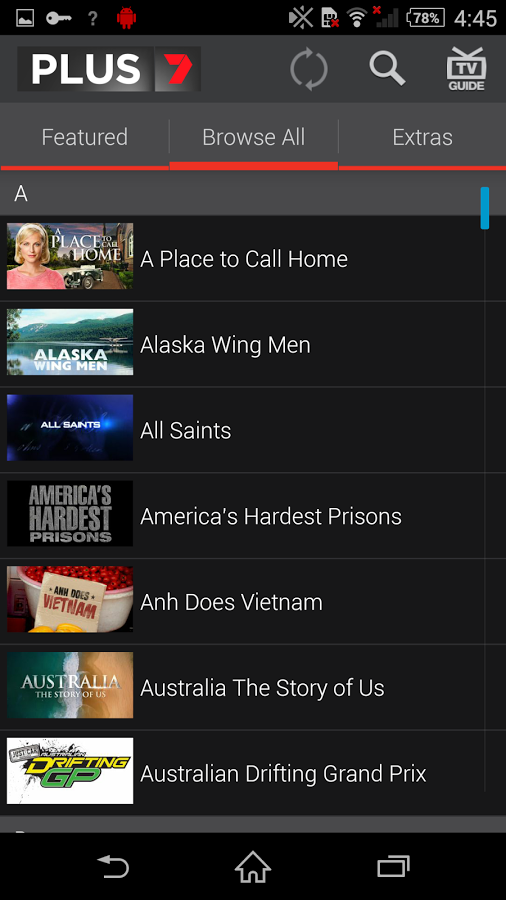 ? 78% 4:45
PLUS 7 TV
GUIDE
Featured Browse All Extras
A
A PLACE TO CALL HOME
A Place to Call Home
ALASKA
WING MEN
Alaska Wing Men
ALL SAINTS
All Saints
AMERICA'S
HARDEST
PRISONS
America's Hardest Prisons
ANH DOES
VIETNAM
Anh Does Vietnam
AUSTRALIA
THE STORY OF US
Australia The Story of Us
JUST CAR
AUSTRALIAN
DRIFTING
GP
Australian Drifting Grand Prix